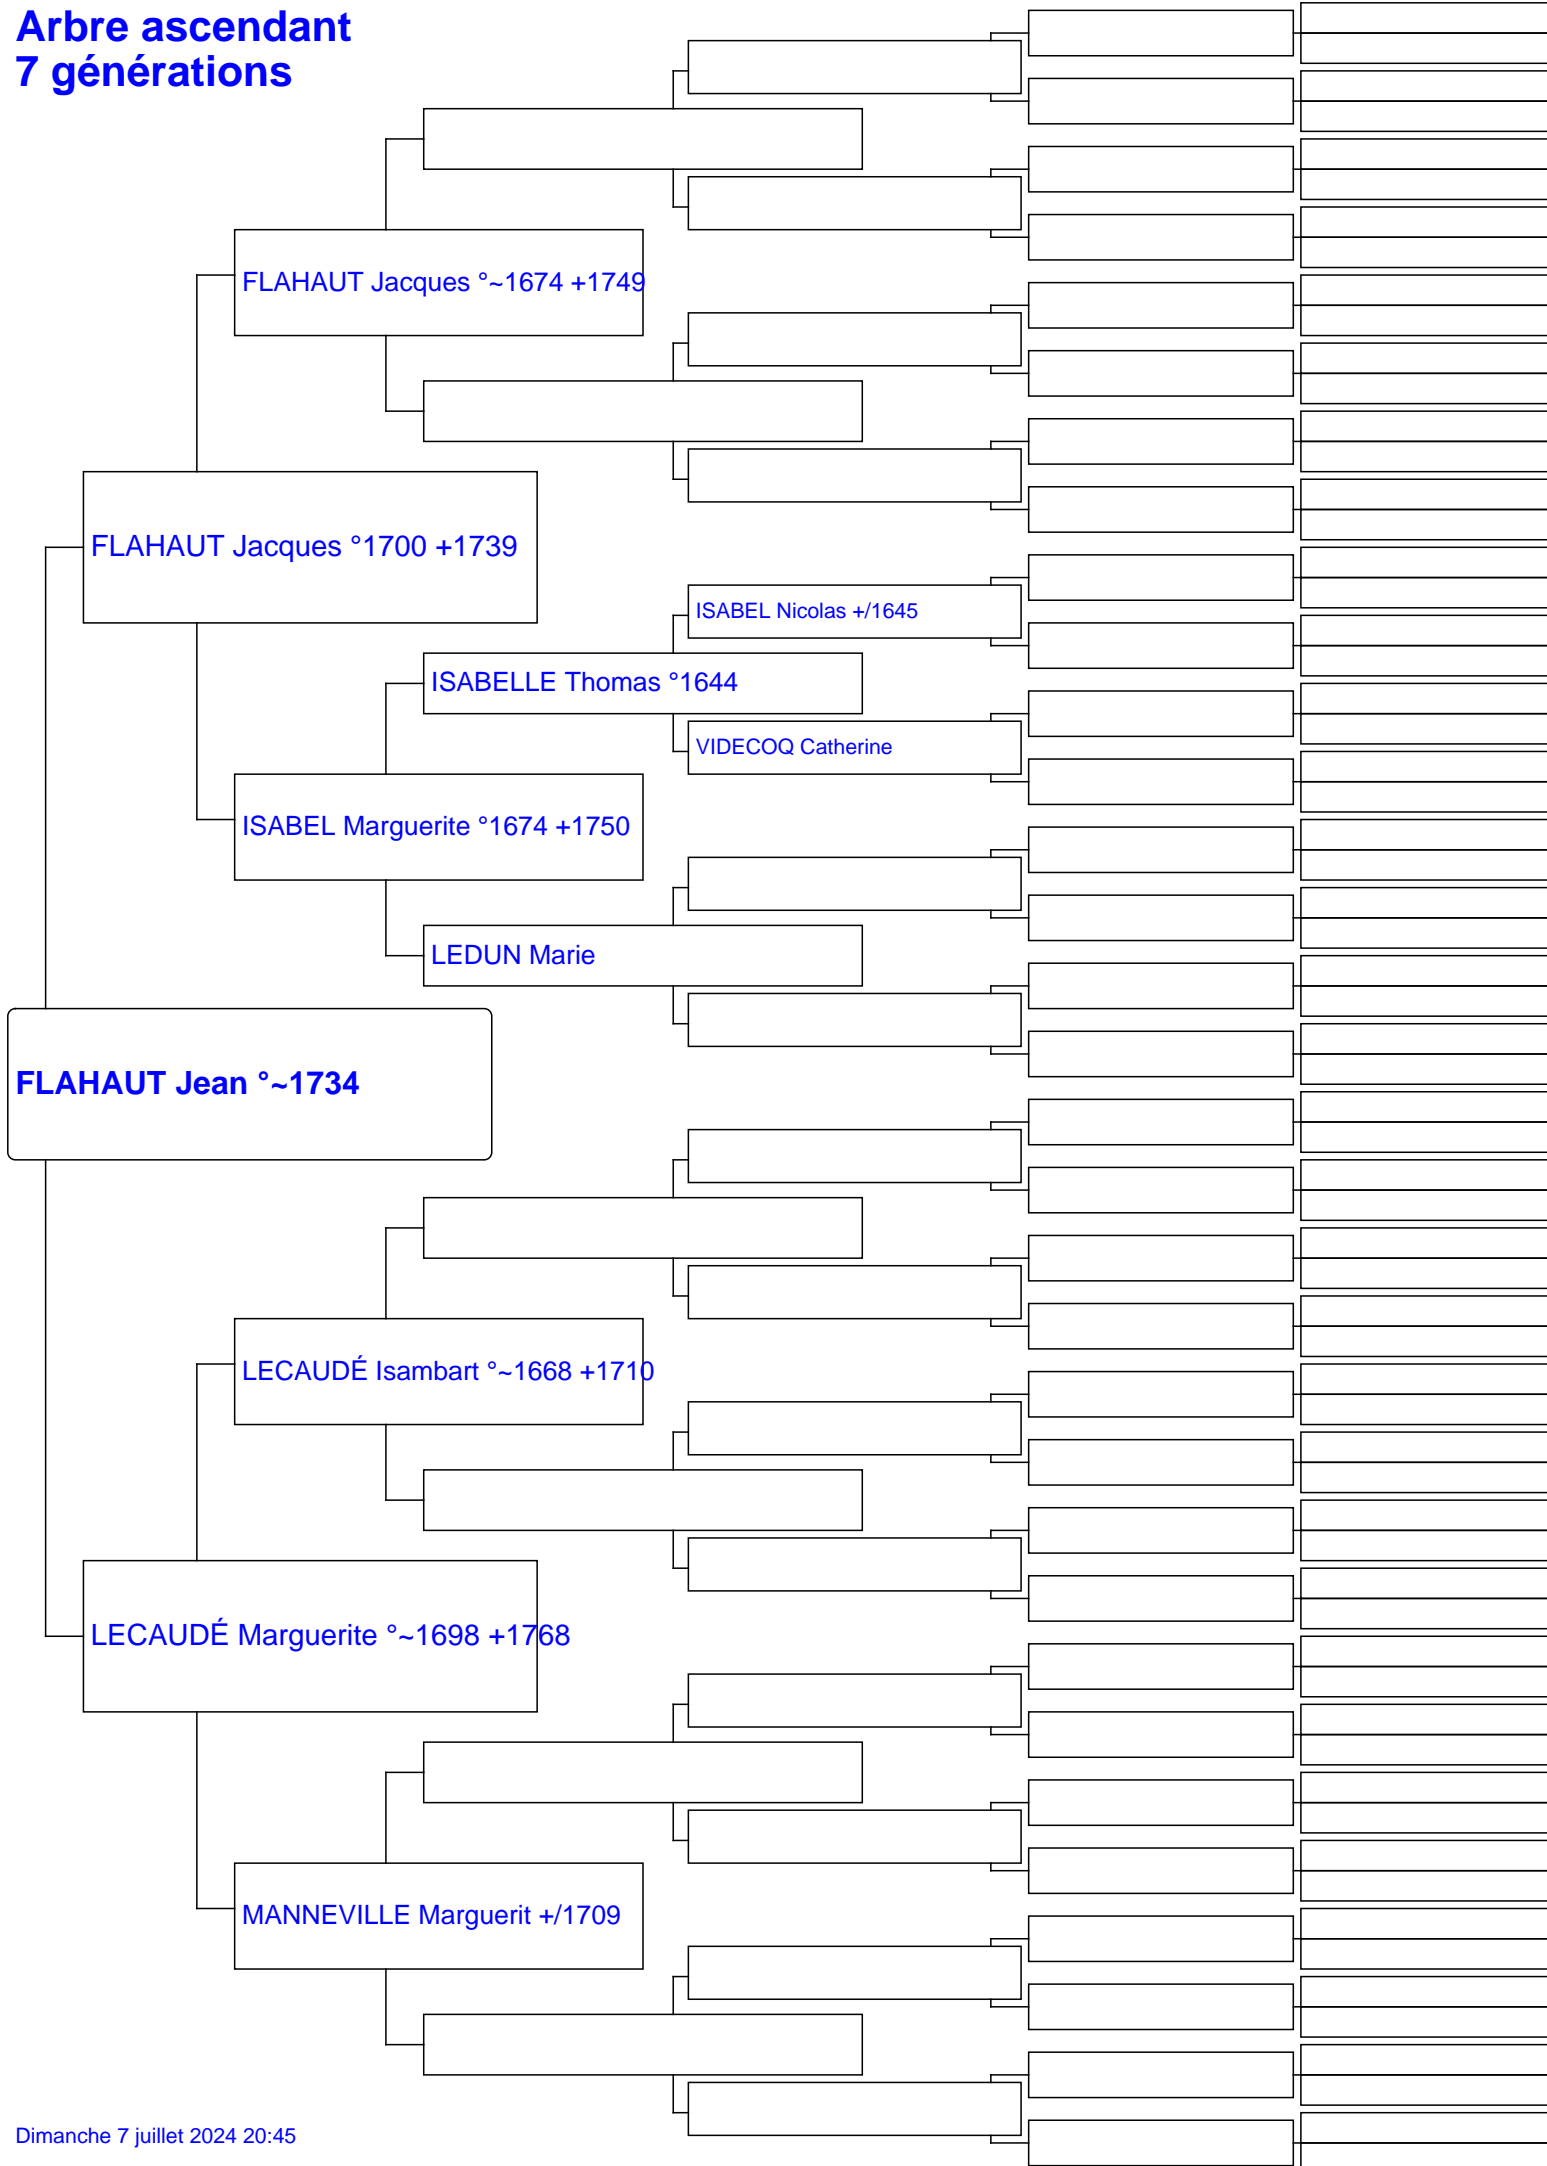 Arbre ascendant
7 générations
FLAHAUT Jacques °~1674 +1749
FLAHAUT Jacques °1700 +1739
ISABEL Nicolas +/1645
ISABELLE Thomas °1644
VIDECOQ Catherine
ISABEL Marguerite °1674 +1750
LEDUN Marie
FLAHAUT Jean °~1734
LECAUDÉ Isambart °~1668 +1710
LECAUDÉ Marguerite °~1698 +1768
MANNEVILLE Marguerit +/1709
Dimanche 7 juillet 2024 20:45